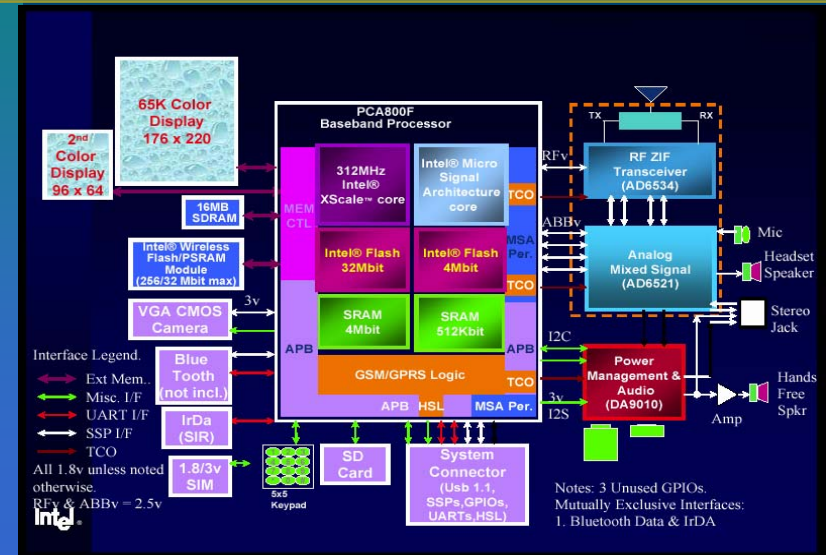 65K Color
Display
176 x 220
2nd
Color
Display
96 x 64
16MB
SDRAM
Intel® Wireless
Flash/PSRAM
Module
(256/32 Mbit max)
VGA CMOS
Camera
3v
Blue
Tooth
(not incl.)
IrDa
(SIR)
1.8/3v
SIM
Interface Legend.
Ext Mem..
Misc. I/F
UART I/F
SSP I/F
TCO
All 1.8v unless noted
otherwise.
RFv & ABBv = 2.5v
Intel®
PCA800F
Baseband Processor
MEM
CTL
312MHz
Intel®
XScale™ core
Intel® Micro
Signal
Architecture
core
TCO
MSA
Per.
TCO
Intel® Flash
32Mbit
Intel® Flash
4Mbit
SRAM
4Mbit
SRAM
512Kbit
APB
APB
GSM/GPRS Logic
TCO
APB
HSL
MSA Per.
5x5
Keypad
SD
Card
System
Connector
(Usb 1.1,
SSPs,GPIOs,
UARTs,HSL)
RFv
ABBv
I2C
3v
I2S
TX
RX
RF ZIF
Transceiver
(AD6534)
Analog
Mixed Signal
(AD6521)
Power
Management &
Audio
(DA9010)
Mic
Headset
Speaker
Stereo
Jack
Amp
Hands
Free
Spkr
Notes: 3 Unused GPIOs.
Mutually Exclusive Interfaces:
1. Bluetooth Data & IrDA